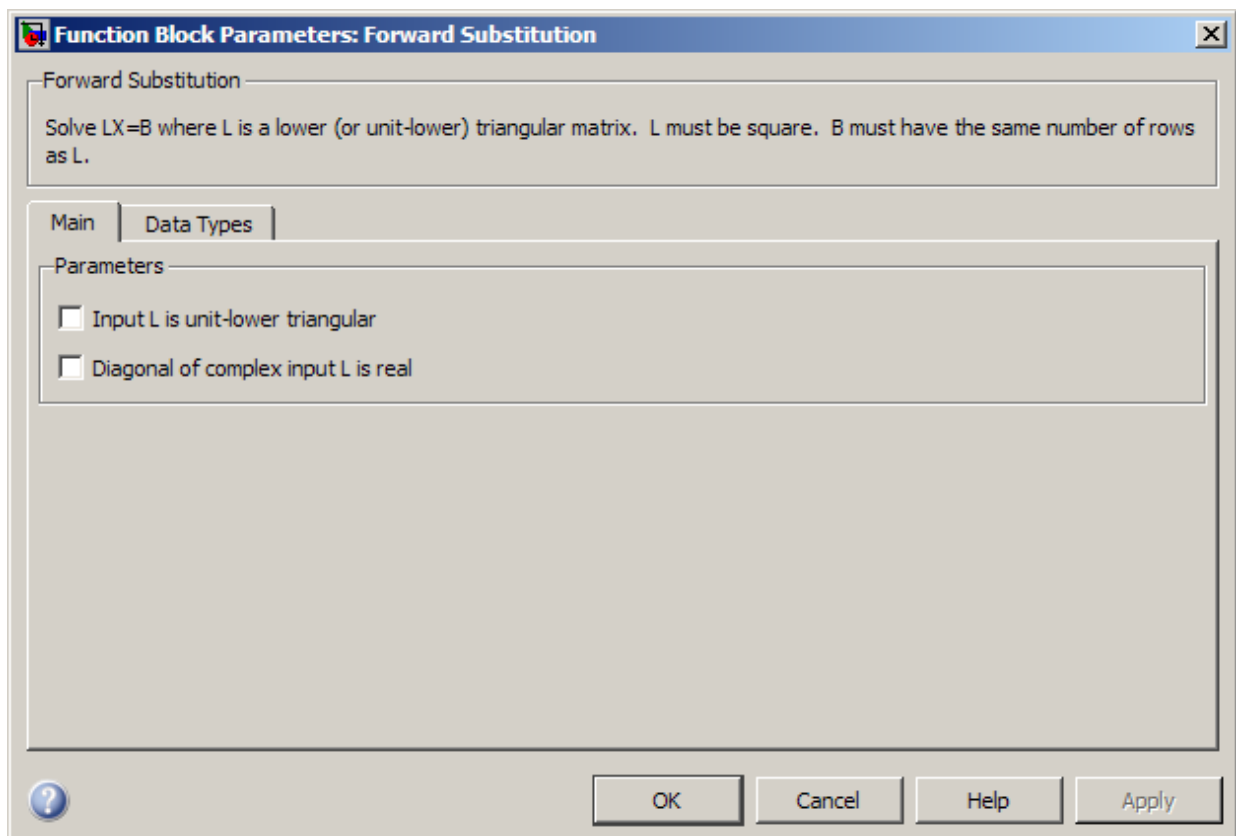 Function Block Parameters: Forward Substitution
Forward Substitution
Solve LX=B where L is a lower (or unit-lower) triangular matrix.  L must be square.  B must have the same number of rows
as L.
Main
Data Types
Parameters
Input L is unit-lower triangular
Diagonal of complex input L is real
OK
Cancel
Help
Apply